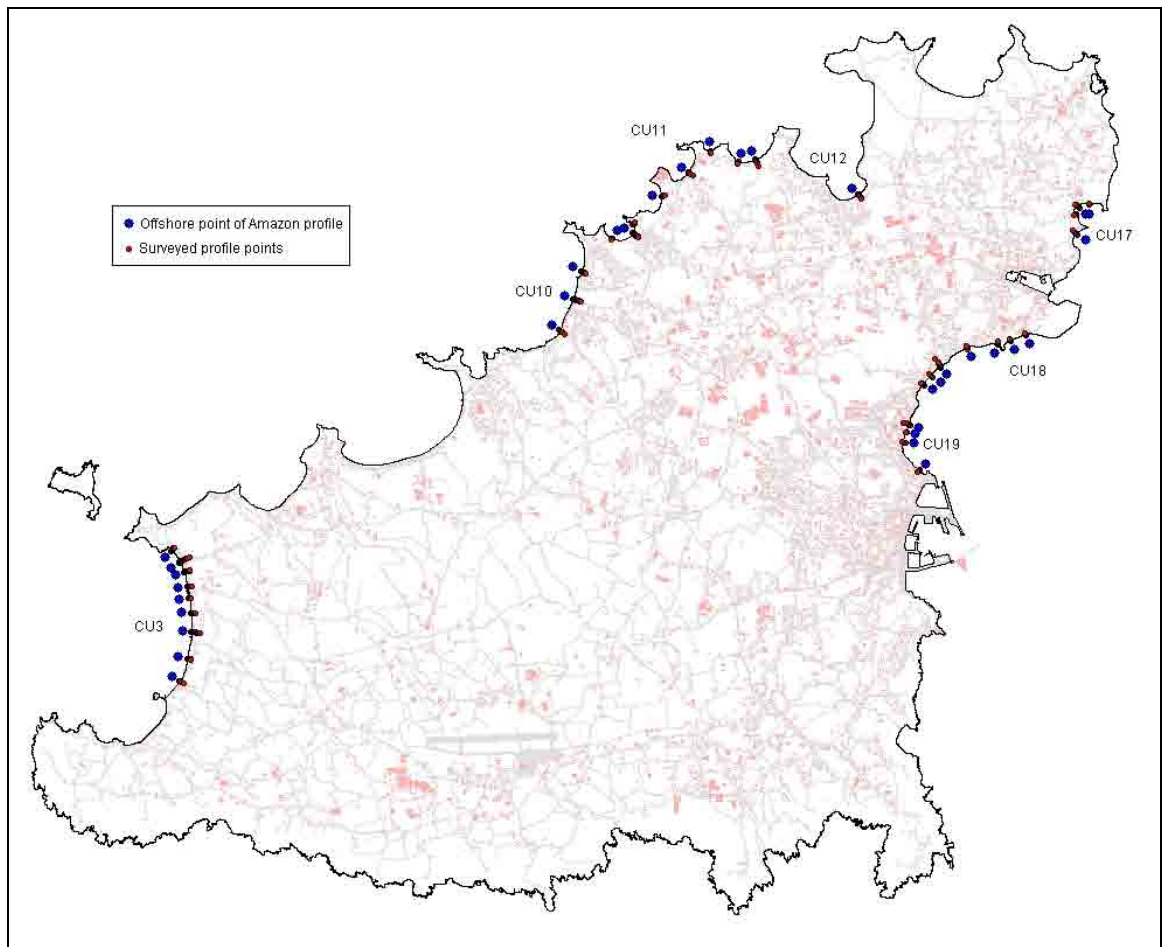 CU11
CU12
Offshore point of Amazon profile
Surveyed profile points
CU17
CU10
CU18
CU19
CU3